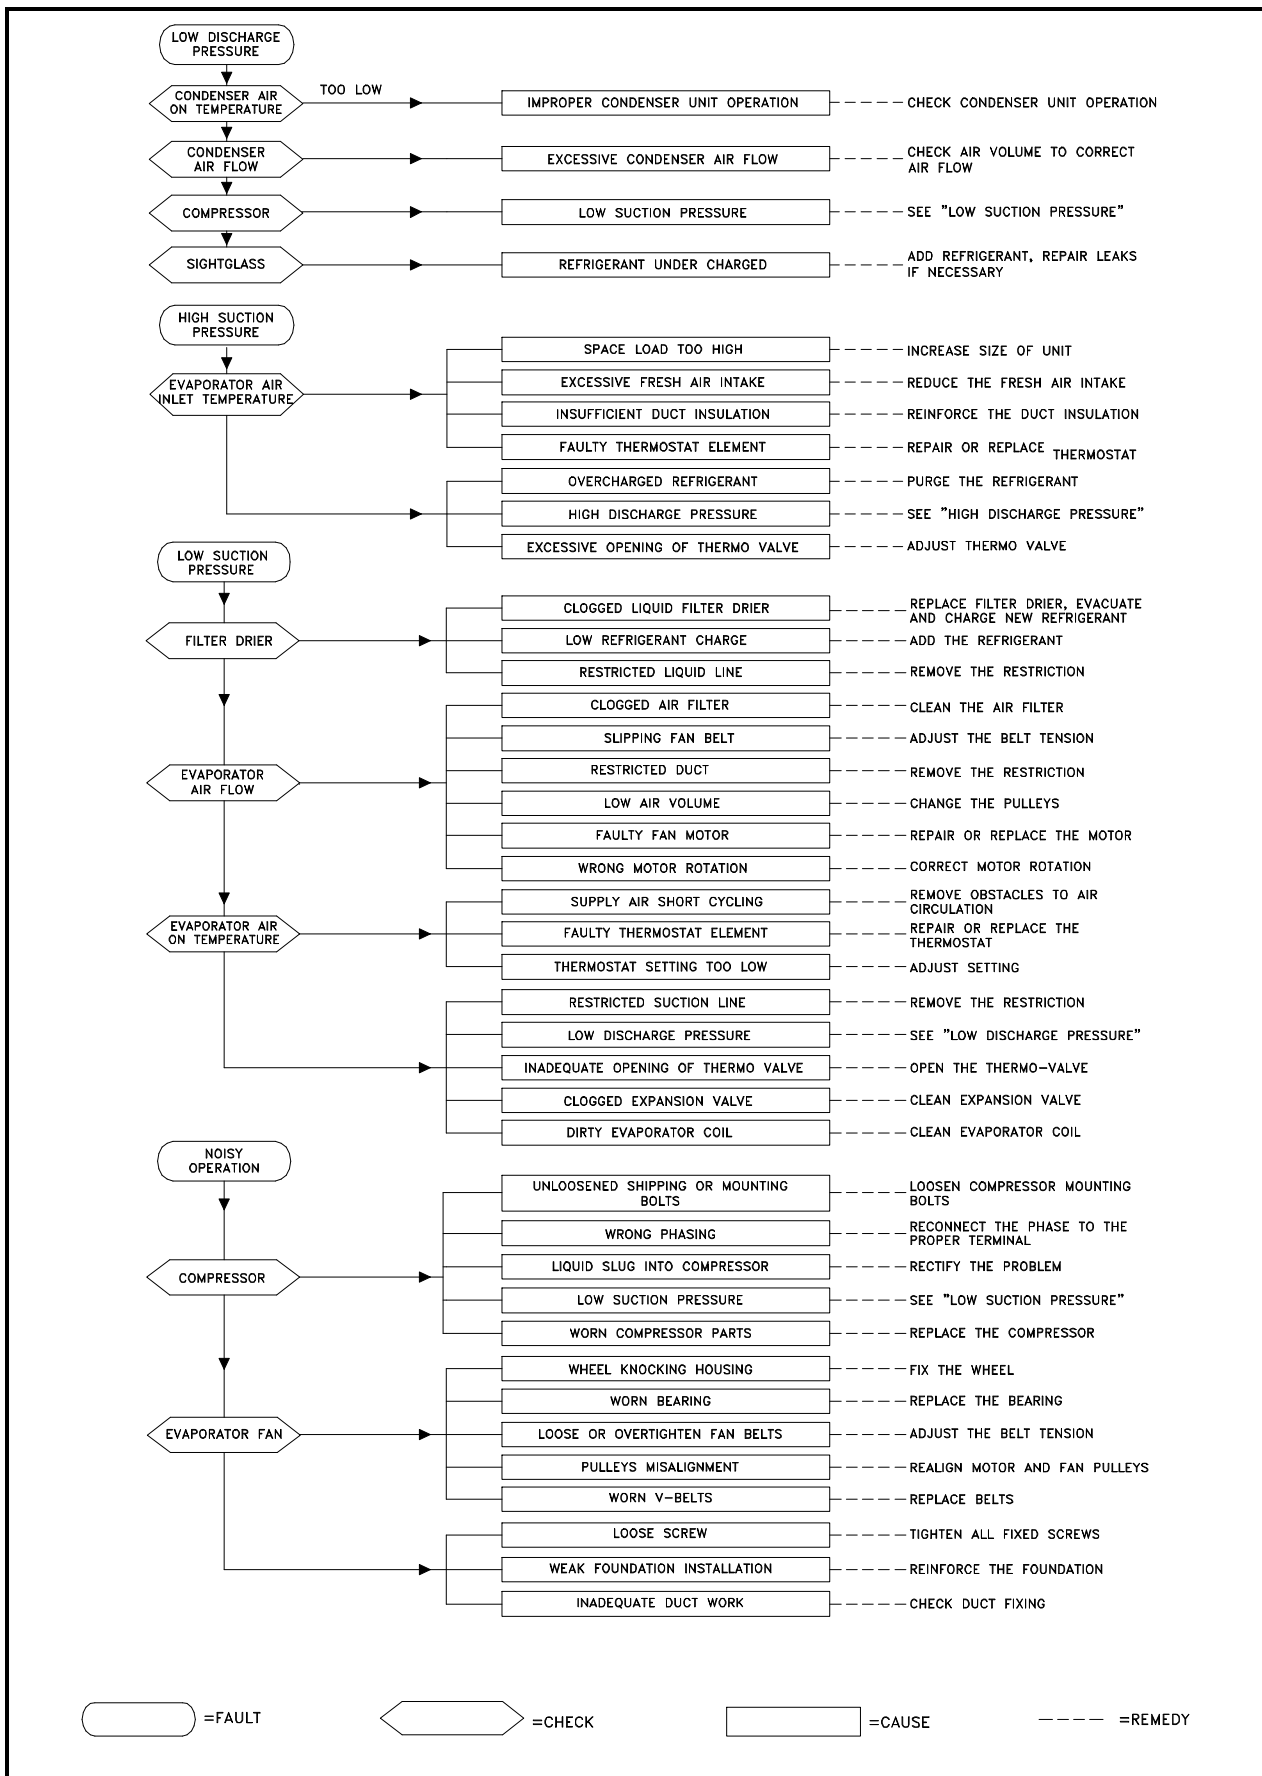 LOW DISCHARGE
PRESSURE
CONDENSER AIR
ON TEMPERATURE
TOO LOW
IMPROPER CONDENSER UNIT OPERATION
CHECK CONDENSER UNIT OPERATION
CONDENSER
AIR FLOW
EXCESSIVE CONDENSER AIR FLOW
CHECK AIR VOLUME TO CORRECT
AIR FLOW
COMPRESSOR
LOW SUCTION PRESSURE
SEE "LOW SUCTION PRESSURE"
SIGHTGLASS
REFRIGERANT UNDER CHARGED
ADD REFRIGERANT, REPAIR LEAKS
IF NECESSARY
HIGH SUCTION
PRESSURE
EVAPORATOR AIR
INLET TEMPERATURE
SPACE LOAD TOO HIGH
INCREASE SIZE OF UNIT
EXCESSIVE FRESH AIR INTAKE
REDUCE THE FRESH AIR INTAKE
INSUFFICIENT DUCT INSULATION
REINFORCE THE DUCT INSULATION
FAULTY THERMOSTAT ELEMENT
REPAIR OR REPLACE THERMOSTAT
OVERCHARGED REFRIGERANT
PURGE THE REFRIGERANT
HIGH DISCHARGE PRESSURE
SEE "HIGH DISCHARGE PRESSURE"
EXCESSIVE OPENING OF THERMO VALVE
ADJUST THERMO VALVE
LOW SUCTION
PRESSURE
FILTER DRIER
CLOGGED LIQUID FILTER DRIER
REPLACE FILTER DRIER, EVACUATE
AND CHARGE NEW REFRIGERANT
LOW REFRIGERANT CHARGE
ADD THE REFRIGERANT
RESTRICTED LIQUID LINE
REMOVE THE RESTRICTION
EVAPORATOR
AIR FLOW
CLOGGED AIR FILTER
CLEAN THE AIR FILTER
SLIPPING FAN BELT
ADJUST THE BELT TENSION
RESTRICTED DUCT
REMOVE THE RESTRICTION
LOW AIR VOLUME
CHANGE THE PULLEYS
FAULTY FAN MOTOR
REPAIR OR REPLACE THE MOTOR
WRONG MOTOR ROTATION
CORRECT MOTOR ROTATION
EVAPORATOR AIR
ON TEMPERATURE
SUPPLY AIR SHORT CYCLING
REMOVE OBSTACLES TO AIR
CIRCULATION
FAULTY THERMOSTAT ELEMENT
REPAIR OR REPLACE THE
THERMOSTAT
THERMOSTAT SETTING TOO LOW
ADJUST SETTING
RESTRICTED SUCTION LINE
REMOVE THE RESTRICTION
LOW DISCHARGE PRESSURE
SEE "LOW DISCHARGE PRESSURE"
INADEQUATE OPENING OF THERMO VALVE
OPEN THE THERMO-VALVE
CLOGGED EXPANSION VALVE
CLEAN EXPANSION VALVE
DIRTY EVAPORATOR COIL
CLEAN EVAPORATOR COIL
NOISY
OPERATION
COMPRESSOR
UNLOOSENED SHIPPING OR MOUNTING
BOLTS
LOOSEN COMPRESSOR MOUNTING
BOLTS
WRONG PHASING
RECONNECT THE PHASE TO THE
PROPER TERMINAL
LIQUID SLUG INTO COMPRESSOR
RECTIFY THE PROBLEM
LOW SUCTION PRESSURE
SEE "LOW SUCTION PRESSURE"
WORN COMPRESSOR PARTS
REPLACE THE COMPRESSOR
EVAPORATOR FAN
WHEEL KNOCKING HOUSING
FIX THE WHEEL
WORN BEARING
REPLACE THE BEARING
LOOSE OR OVERTIGHTEN FAN BELTS
ADJUST THE BELT TENSION
PULLEYS MISALIGNMENT
REALIGN MOTOR AND FAN PULLEYS
WORN V-BELTS
REPLACE BELTS
LOOSE SCREW
TIGHTEN ALL FIXED SCREWS
WEAK FOUNDATION INSTALLATION
REINFORCE THE FOUNDATION
INADEQUATE DUCT WORK
CHECK DUCT FIXING
=FAULT
=CHECK
=CAUSE
=REMEDY